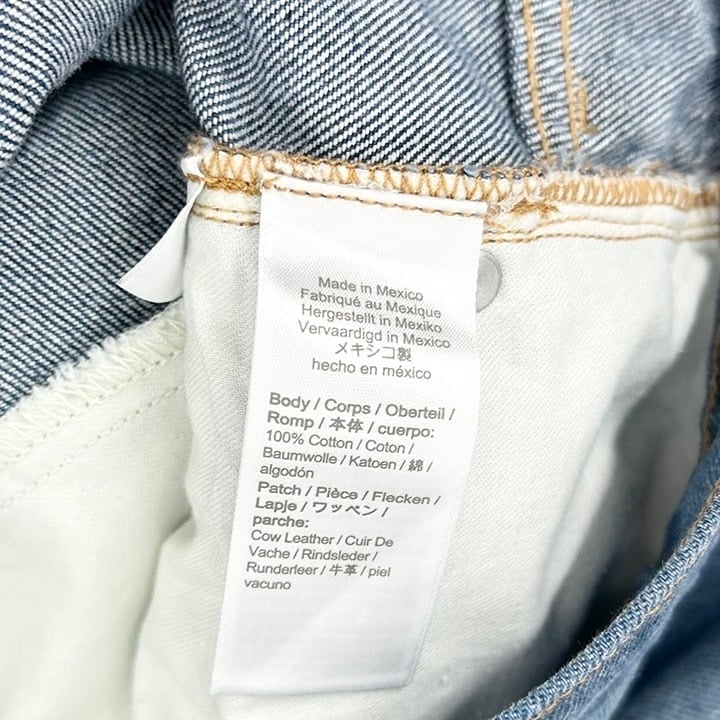 Made in Mexico
Fabriqué au Mexique
Hergestellt in Mexiko
Vervaardigd in Mexico
メキシコ製
hecho en méxico
Body / Corps / Oberteil /
Romp / 本体 / cuerpo:
100% Cotton / Coton /
Baumwolle / Katoen / 綿 /
algodón
Patch / Pièce / Flecken /
Lapje / ワッペン /
parche:
Cow Leather / Cuir De
Vache / Rindsleder /
Runderleer / 牛革 / piel
vacuno